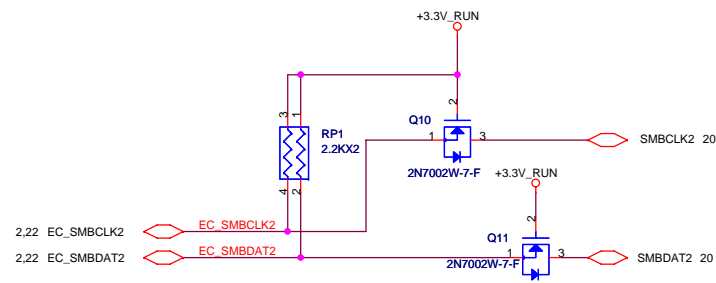 +3.3V_RUN
2
Q10
3 1
RP1
1 3
2.2KX2
SMBCLK2 20
2N7002W-7-F
+3.3V_RUN
4 2
2
EC_SMBCLK2
2,22 EC_SMBCLK2
Q11
EC_SMBDAT2
1 3
2,22 EC_SMBDAT2
2N7002W-7-F
SMBDAT2 20